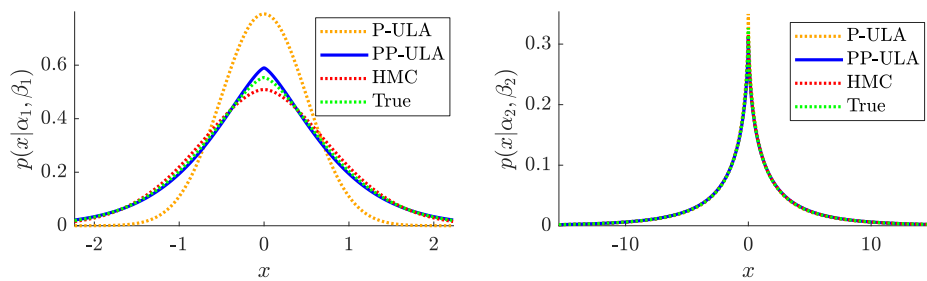 P-ULA
PP-ULA
HMC
True
p(x|α₁, β₁)
0.6
0.4
0.2
0
-2
-1
0
1
2
x
P-ULA
PP-ULA
HMC
True
p(x|α₂, β₂)
0.3
0.2
0.1
0
-10
0
10
x